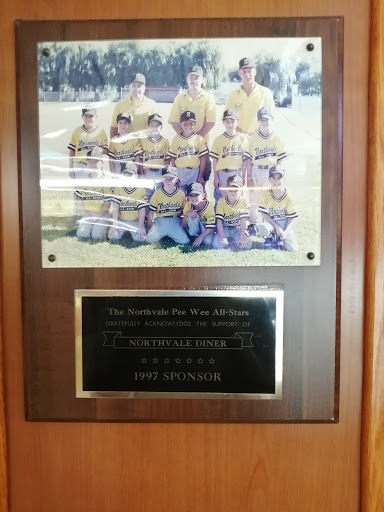 The Northvale Pee Wee All-Stars
GRATEFULLY ACKNOWLEDGE THE SUPPORT OF
NORTHVALE DINER
1997 SPONSOR